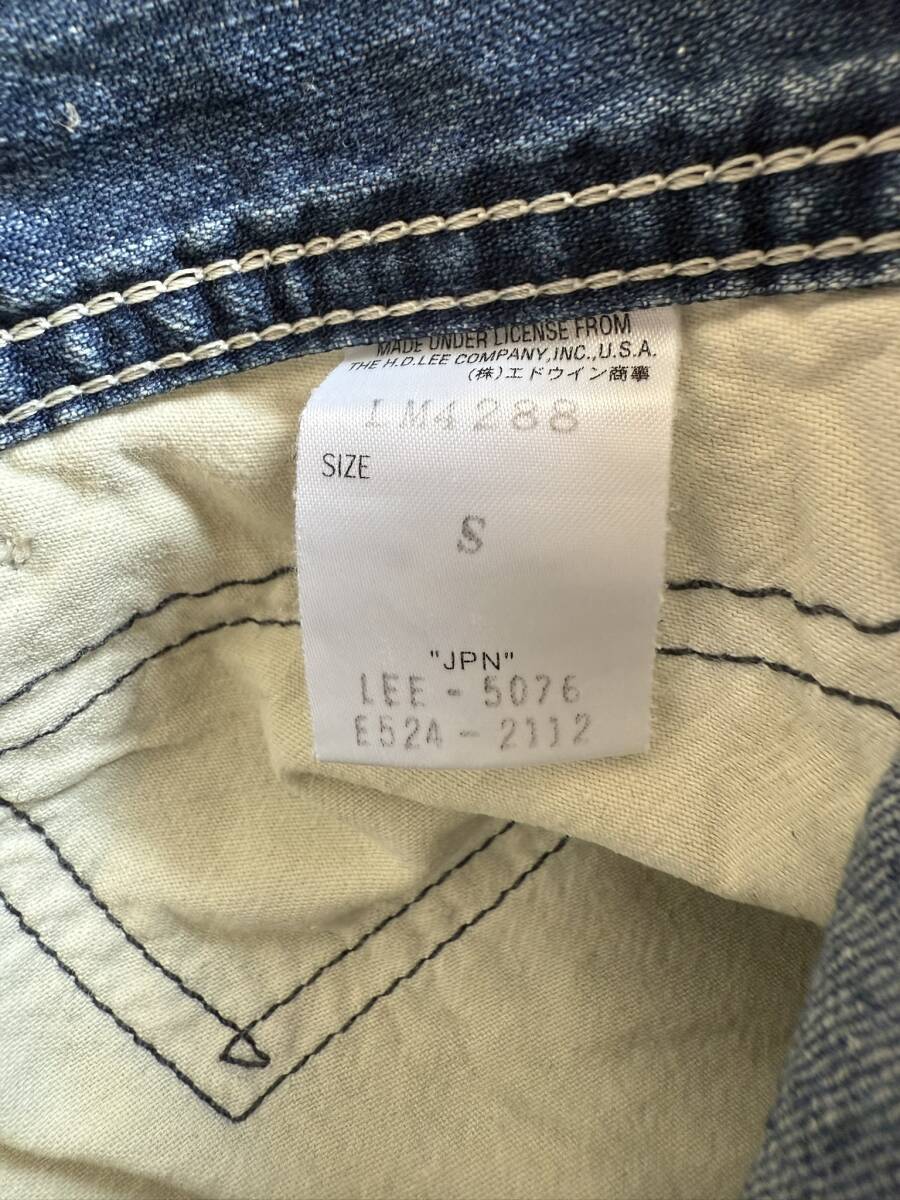 MADE UNDER LICENSE FROM
THE H.D.LEE COMPANY,INC.,U.S.A.
(株)エドウイン商事
LM4288
SIZE
S
"JPN"
LEE - 5076
E524 - 2112